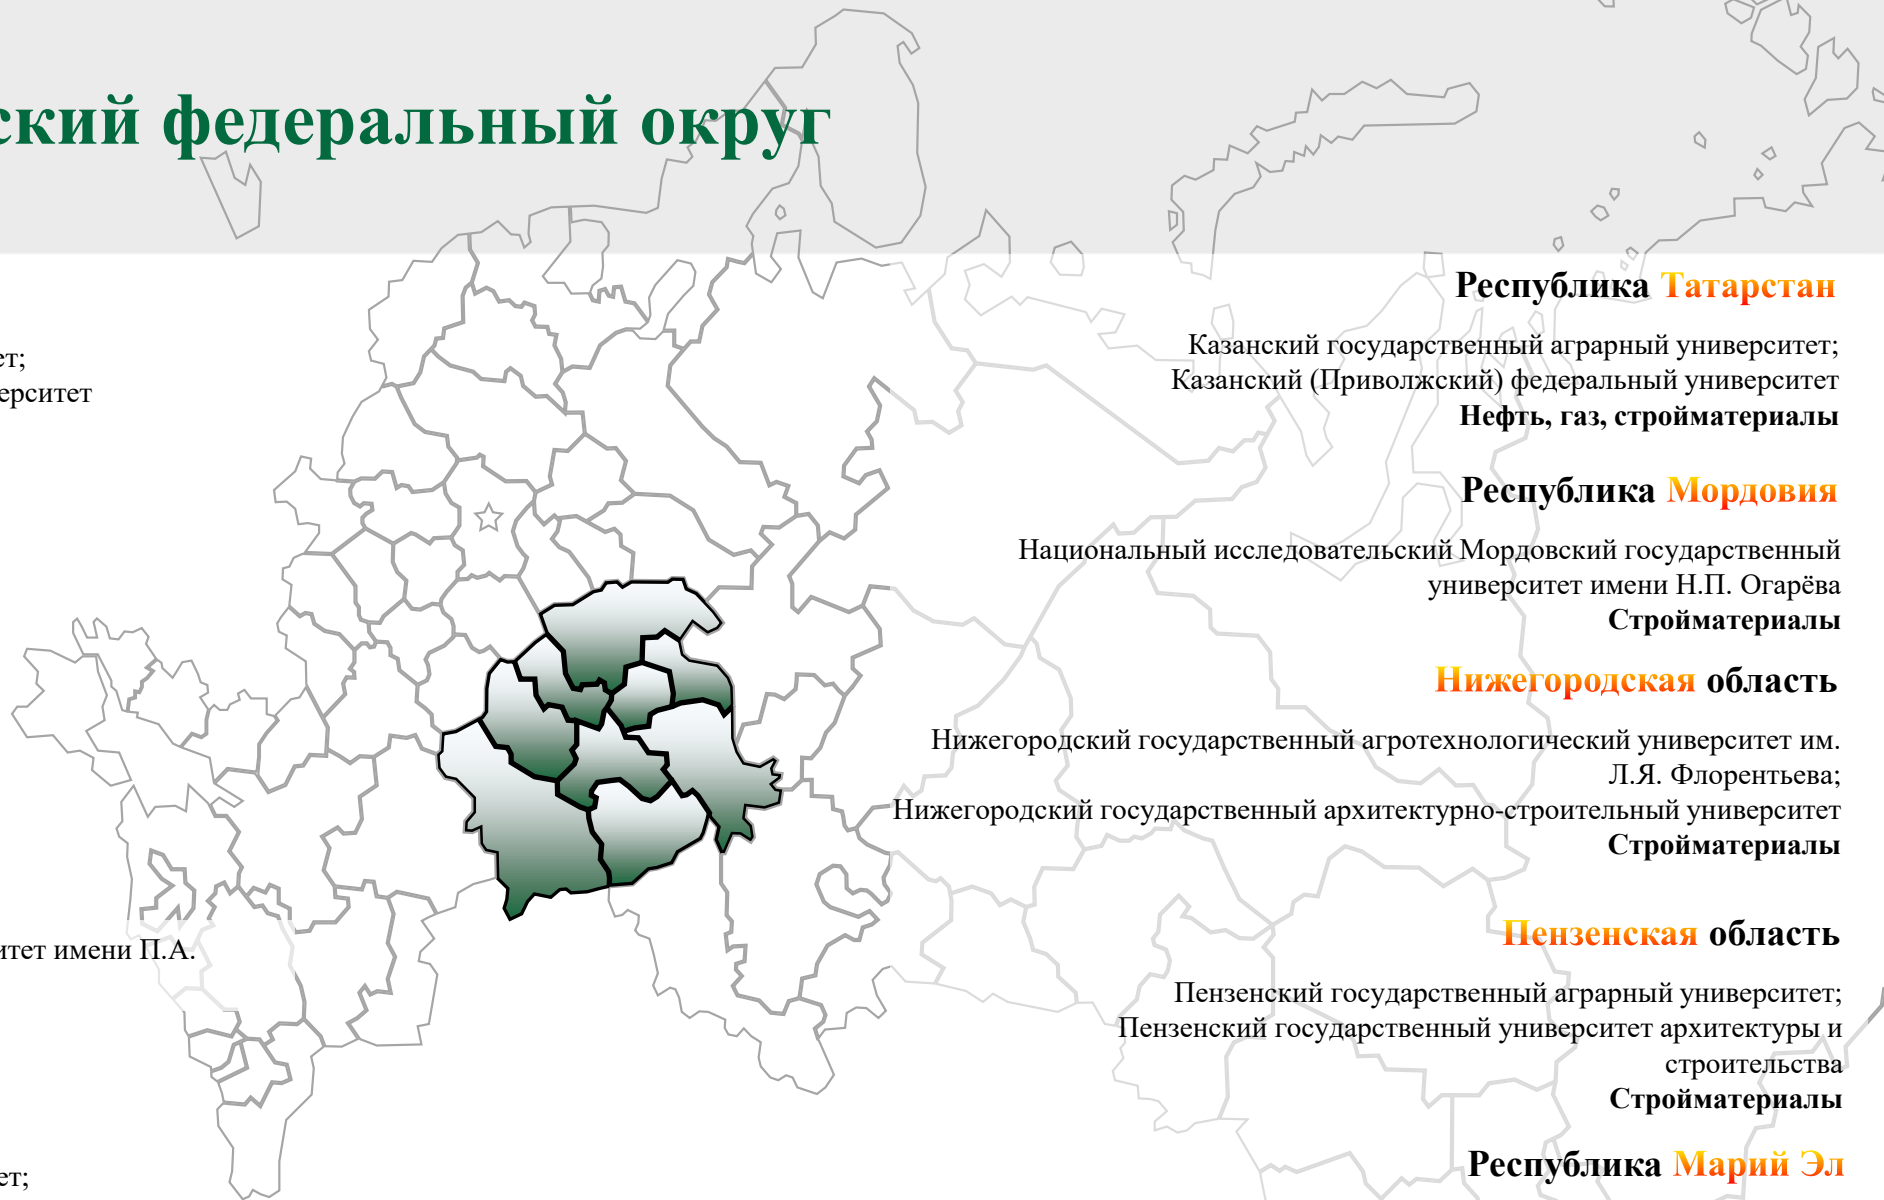 ский федеральный округ
ет;
ерситет
итет имени П.А.
ет;
Республика Татарстан
Казанский государственный аграрный университет;
Казанский (Приволжский) федеральный университет
Нефть, газ, стройматериалы
Республика Мордовия
Национальный исследовательский Мордовский государственный
университет имени Н.П. Огарёва
Стройматериалы
Нижегородская область
Нижегородский государственный агротехнологический университет им.
Л.Я. Флорентьева;
Нижегородский государственный архитектурно-строительный университет
Стройматериалы
Пензенская область
Пензенский государственный аграрный университет;
Пензенский государственный университет архитектуры и
строительства
Стройматериалы
Республика Марий Эл